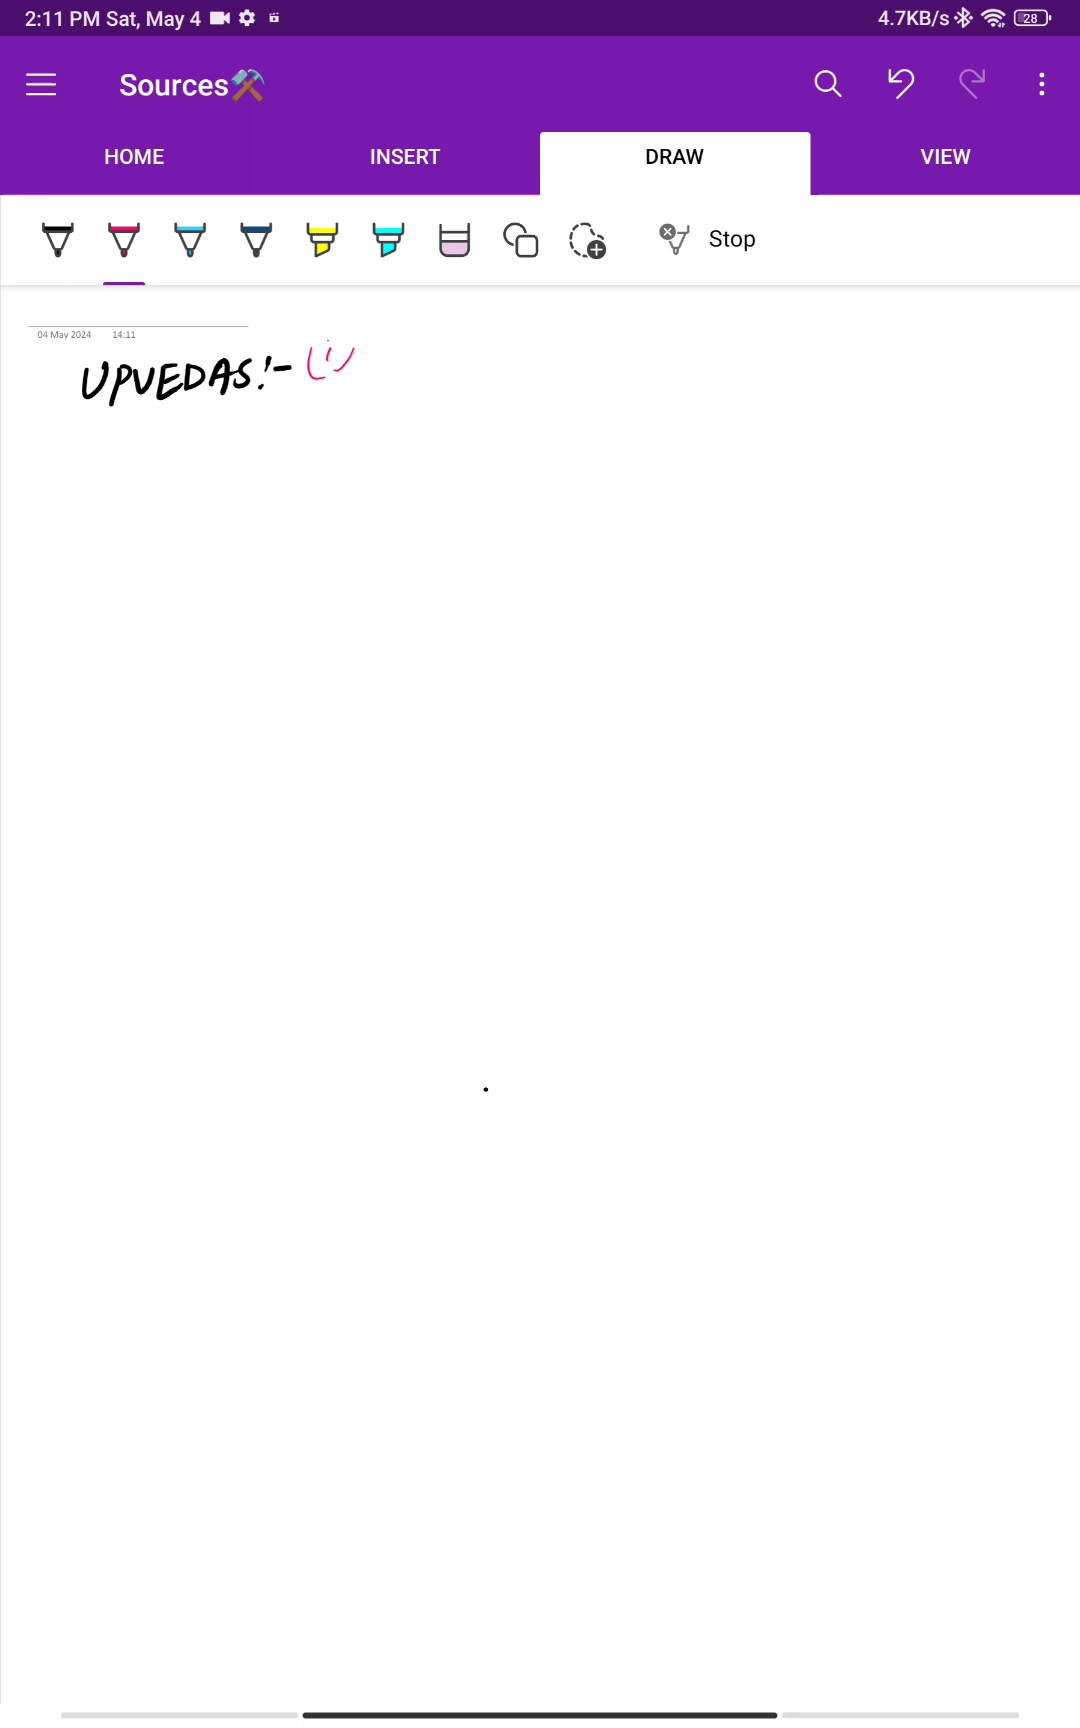 2:11 PM Sat, May 4 4.7KB/s 28
Sources
HOME INSERT DRAW VIEW
Stop
04 May 2024 14:11
UPVEDAS:- (i)